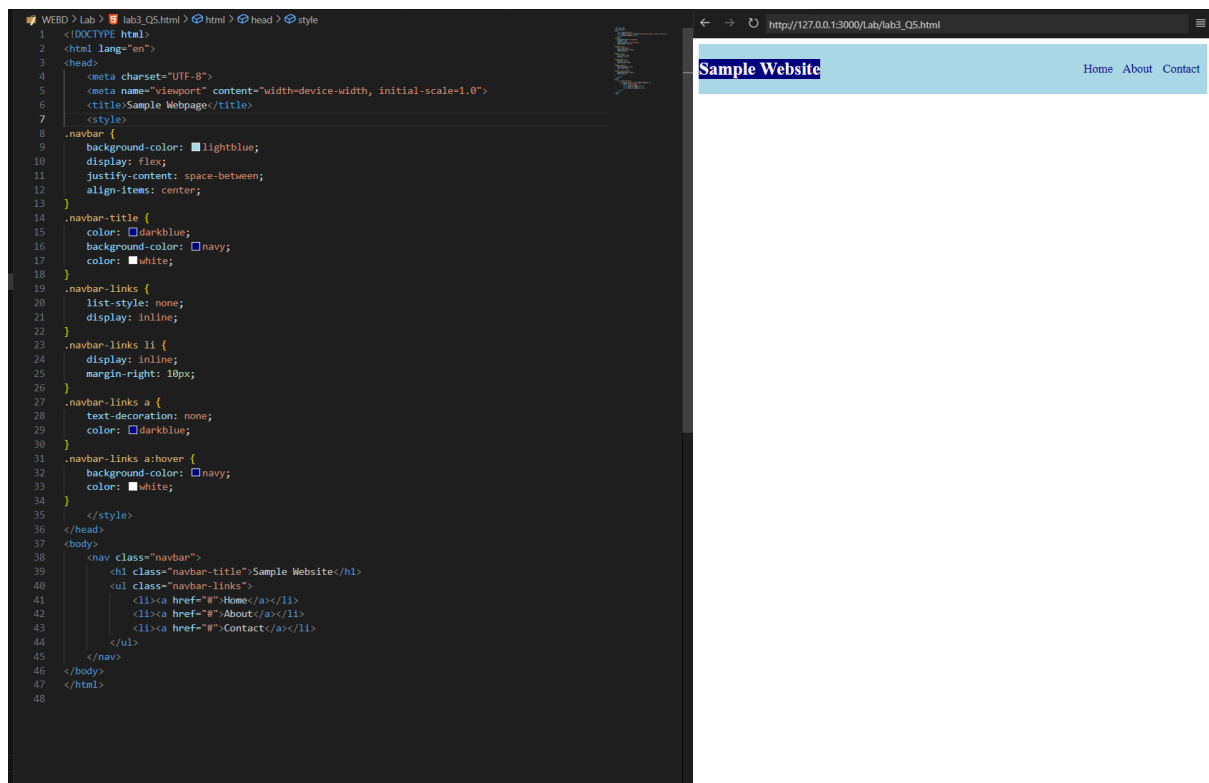 WEBD > Lab > lab3_Q5.html > html > head > style
1 <!DOCTYPE html>
2 <html lang="en">
3 <head>
4     <meta charset="UTF-8">
5     <meta name="viewport" content="width=device-width, initial-scale=1.0">
6     <title>Sample Webpage</title>
7     <style>
8 .navbar {
9     background-color: lightblue;
10     display: flex;
11     justify-content: space-between;
12     align-items: center;
13 }
14 .navbar-title {
15     color: darkblue;
16     background-color: navy;
17     color: white;
18 }
19 .navbar-links {
20     list-style: none;
21     display: inline;
22 }
23 .navbar-links li {
24     display: inline;
25     margin-right: 10px;
26 }
27 .navbar-links a {
28     text-decoration: none;
29     color: darkblue;
30 }
31 .navbar-links a:hover {
32     background-color: navy;
33     color: white;
34 }
35     </style>
36 </head>
37 <body>
38     <nav class="navbar">
39         <h1 class="navbar-title">Sample Website</h1>
40         <ul class="navbar-links">
41             <li><a href="#">Home</a></li>
42             <li><a href="#">About</a></li>
43             <li><a href="#">Contact</a></li>
44         </ul>
45     </nav>
46 </body>
47 </html>
48
http://127.0.0.1:3000/Lab/lab3_Q5.html
Sample Website Home About Contact